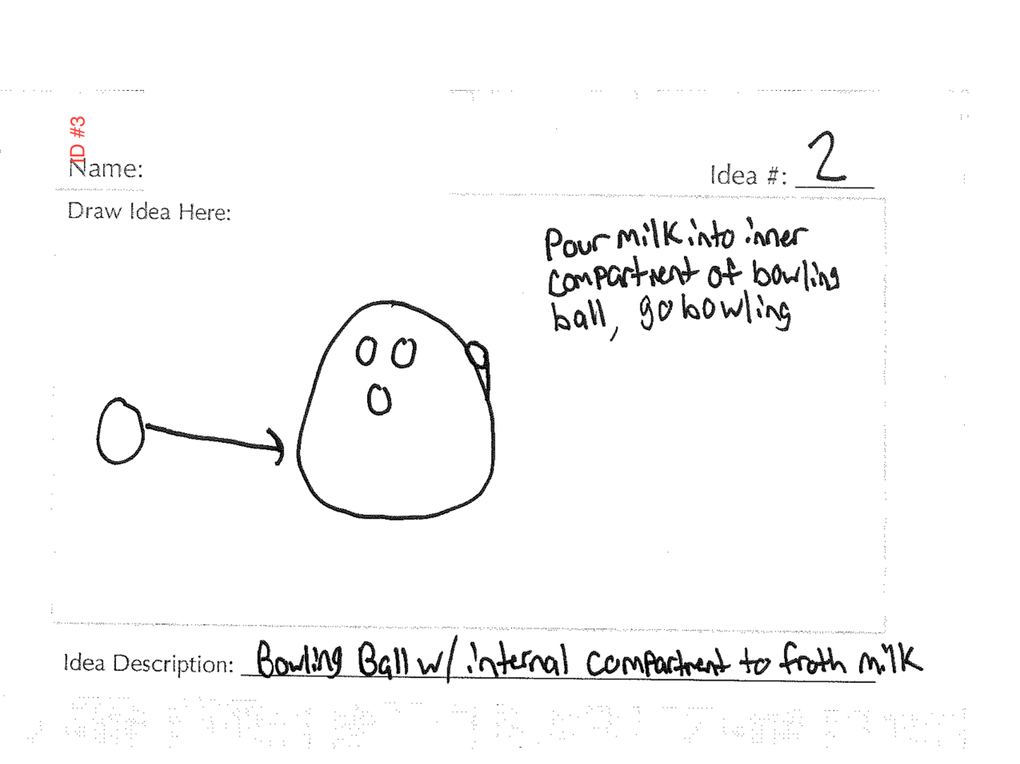 ID #3
Name:
Idea #: 2
Draw Idea Here:
Pour milk into inner
compartment of bowling
ball, go bowling
Idea Description: Bowling Ball w/ internal compartment to froth milk